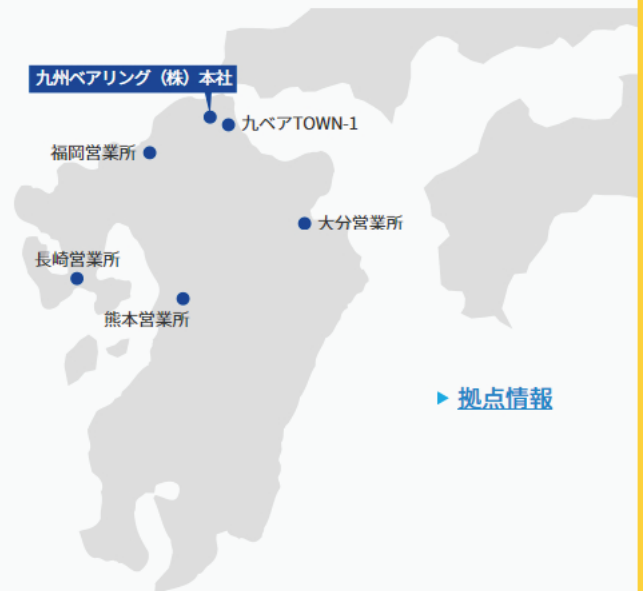 九州ベアリング（株）本社
九ベアTOWN-1
福岡営業所
大分営業所
長崎営業所
熊本営業所
拠点情報